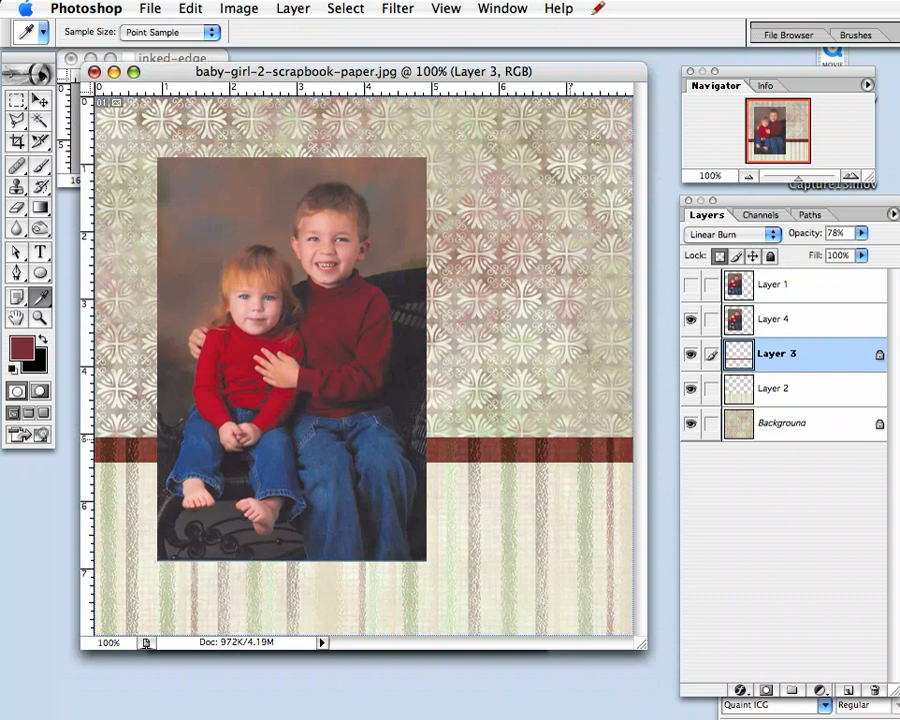 Photoshop File Edit Image Layer Select Filter View Window Help
Sample Size: Point Sample
File Browser Brushes
inked-edge
MOVIE
baby-girl-2-scrapbook-paper.jpg @ 100% (Layer 3, RGB)
Navigator Info
100%
Capture13.mov
Layers Channels Paths
Linear Burn Opacity: 78%
Lock: Fill: 100%
Layer 1
Layer 4
Layer 3
Layer 2
Background
100% Doc: 972K/4.19M
Quaint ICG Regular